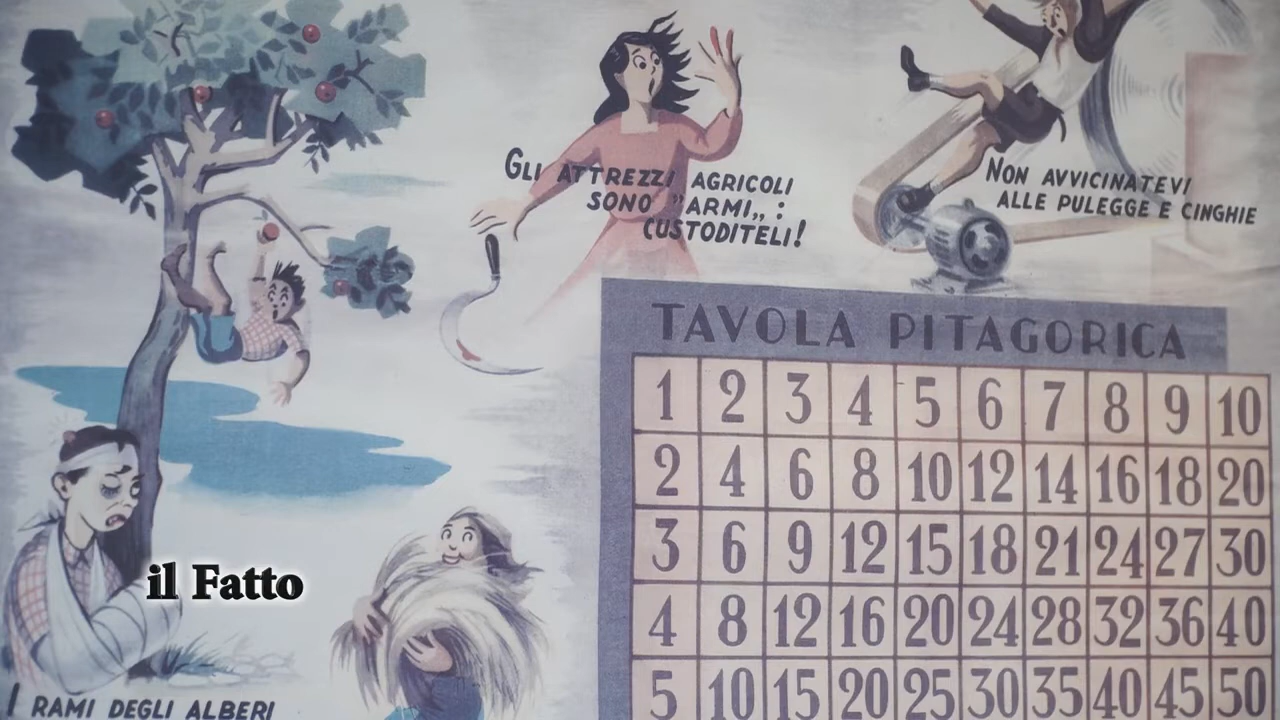 GLI ATTREZZI AGRICOLI
SONO "ARMI„:
CUSTODITELI!
NON AVVICINATEVI
ALLE PULEGGE E CINGHIE
TAVOLA PITAGORICA
1 2 3 4 5 6 7 8 9 10
2 4 6 8 10 12 14 16 18 20
3 6 9 12 15 18 21 24 27 30
4 8 12 16 20 24 28 32 36 40
5 10 15 20 25 30 35 40 45 50
il Fatto
I RAMI DEGLI ALBERI